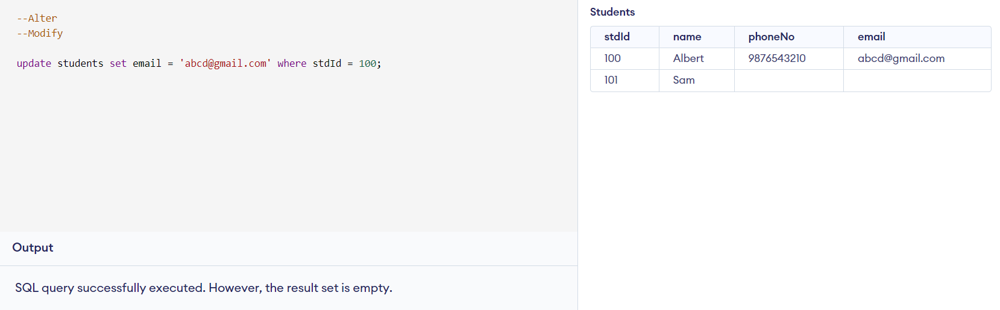 --Alter
--Modify
update students set email = 'abcd@gmail.com' where stdId = 100;
Output
SQL query successfully executed. However, the result set is empty.
Students
stdId name phoneNo email
100 Albert 9876543210 abcd@gmail.com
101 Sam